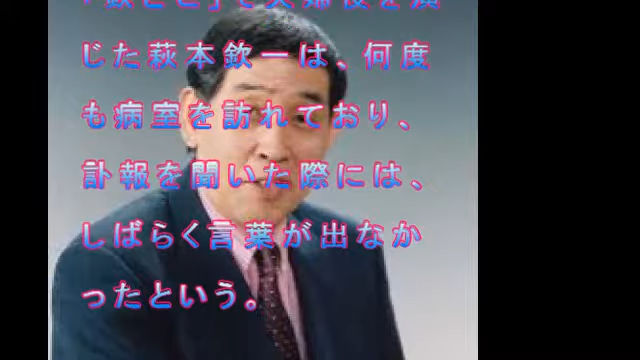 「欽どこ」で夫婦役を演
じた萩本欽一は、何度
も病室を訪れており、
訃報を聞いた際には、
しばらく言葉が出なか
ったという。